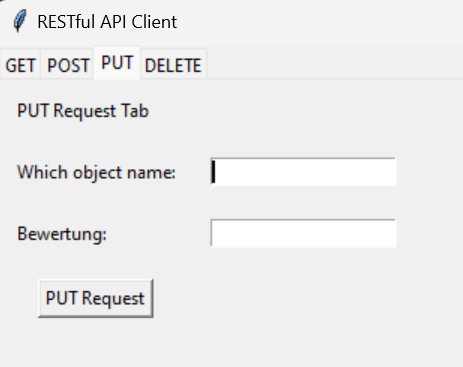 RESTful API Client
GET POST PUT DELETE
PUT Request Tab
Which object name:
Bewertung:
PUT Request